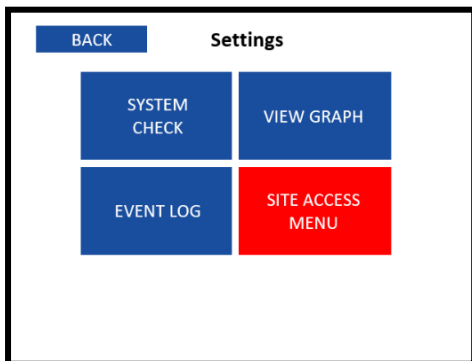 BACK
Settings
SYSTEM
CHECK
VIEW GRAPH
EVENT LOG
SITE ACCESS
MENU